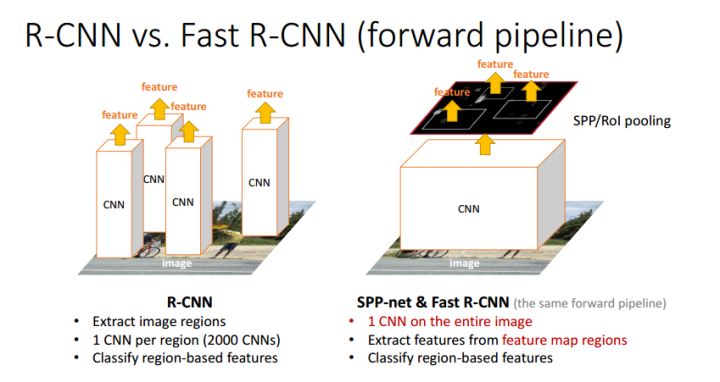 R-CNN vs. Fast R-CNN (forward pipeline)
feature
feature
feature
feature
CNN
CNN
CNN
CNN
image
R-CNN
• Extract image regions
• 1 CNN per region (2000 CNNs)
• Classify region-based features
feature
feature
feature
SPP/RoI pooling
CNN
image
SPP-net & Fast R-CNN (the same forward pipeline)
• 1 CNN on the entire image
• Extract features from feature map regions
• Classify region-based features